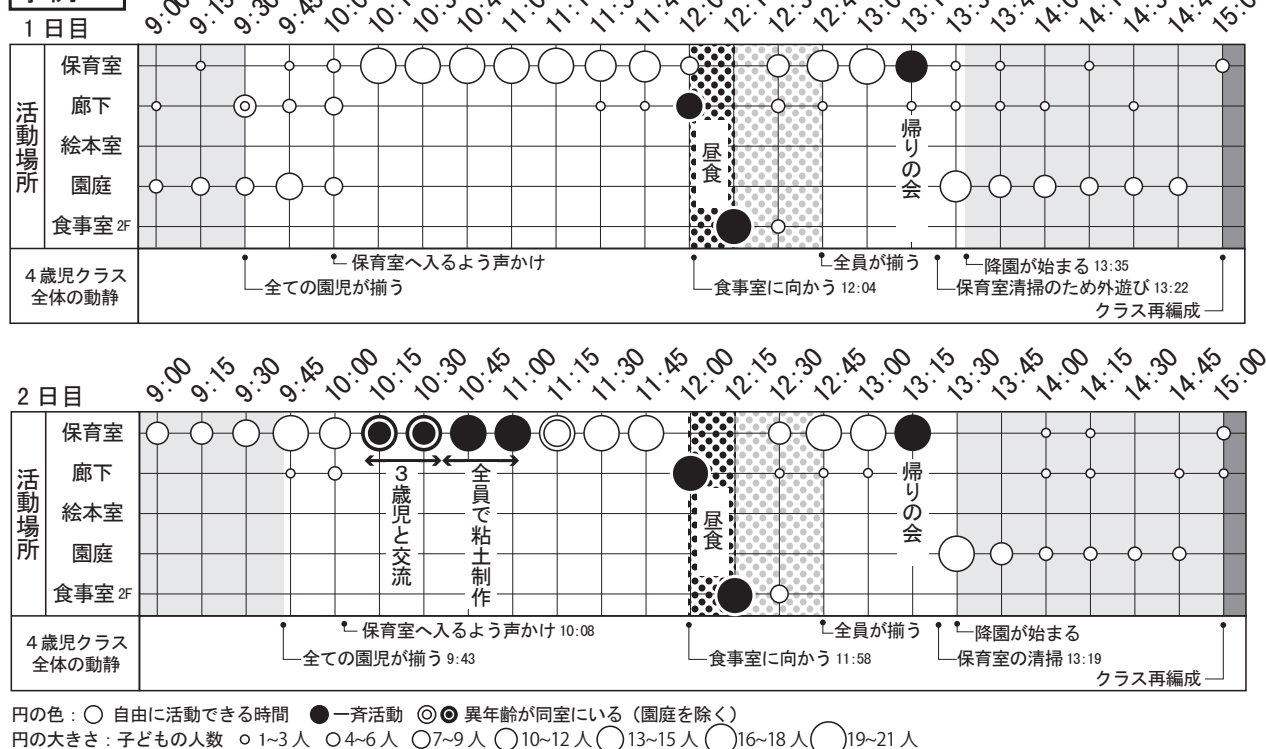 1日目
9:00 9:15 9:30 9:45
保育室
廊下
絵本室
園庭
食事室 2F
活動場所
昼食
帰りの会
4歳児クラス
全体の動静
保育室へ入るよう声かけ
全ての園児が揃う
食事室に向かう 12:04
全員が揃う
降園が始まる 13:35
保育室清掃のため外遊び 13:22
クラス再編成
2日目
9:00 9:15 9:30 9:45 10:00 10:15 10:30 10:45 11:00 11:15 11:30 11:45 12:00 12:15 12:30 12:45 13:00 13:15 13:30 13:45 14:00 14:15 14:30 14:45 15:00
保育室
廊下
絵本室
園庭
食事室 2F
活動場所
3歳児と交流
全員で粘土制作
昼食
帰りの会
4歳児クラス
全体の動静
保育室へ入るよう声かけ 10:08
全ての園児が揃う 9:43
食事室に向かう 11:58
全員が揃う
降園が始まる
保育室の清掃 13:19
クラス再編成
円の色：○ 自由に活動できる時間 ●一斉活動 ◎◉ 異年齢が同室にいる（園庭を除く）
円の大きさ：子どもの人数 ○ 1~3人 ○4~6人 ○7~9人 ○10~12人 ○13~15人 ○16~18人 ○19~21人